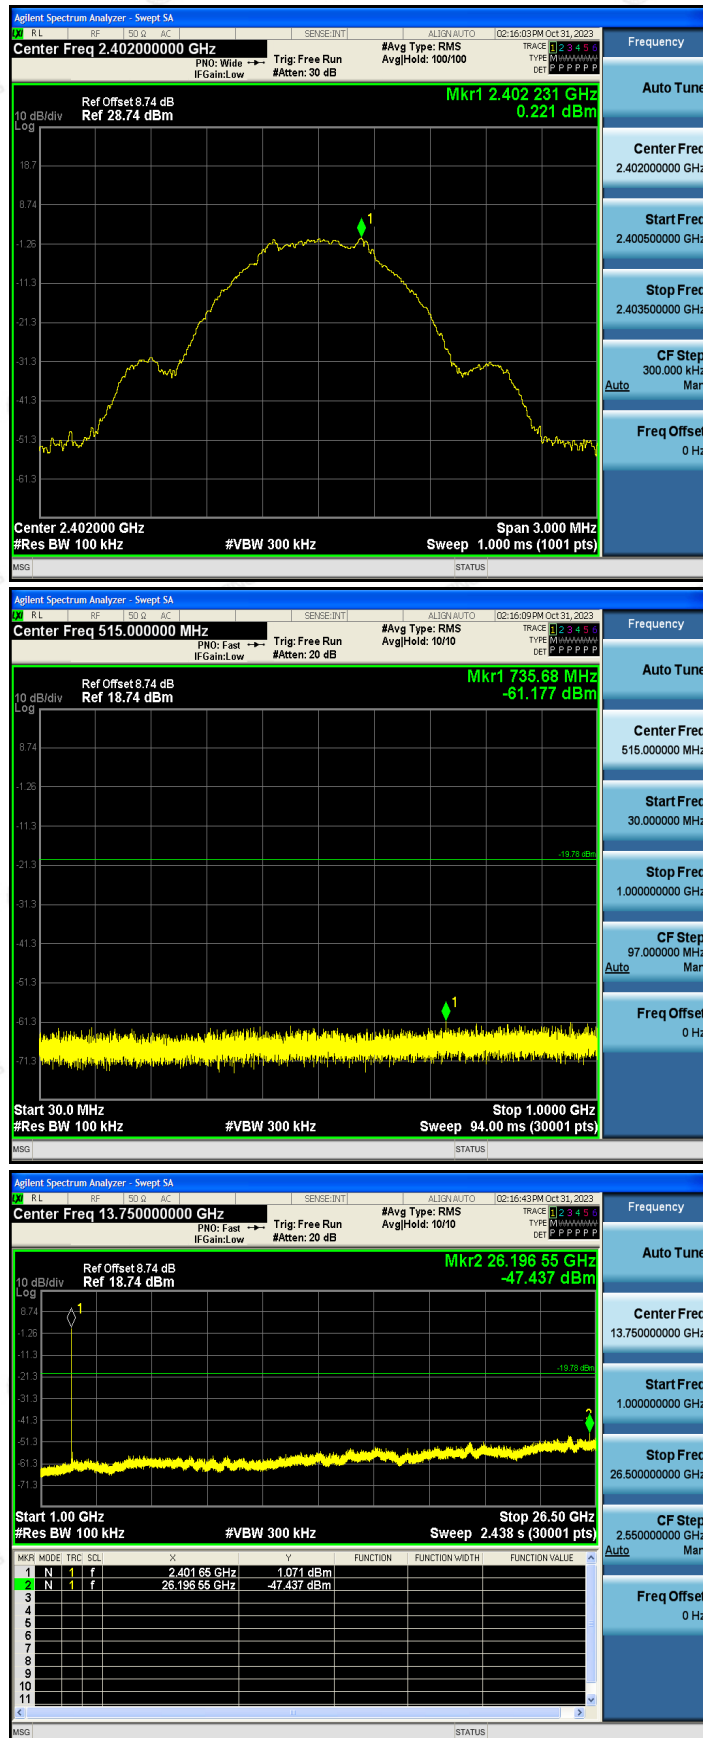 Agilent Spectrum Analyzer - Swept SA
LXI RL RF 50 Ω AC SENSE:INT ALIGNAUTO 02:16:03PM Oct 31, 2023
Center Freq 2.402000000 GHz
PNO: Wide
IFGain:Low
Trig: Free Run
#Atten: 30 dB
#Avg Type: RMS
Avg|Hold: 100/100
TRACE 1 2 3 4 5 6
TYPE M
DET P P P P P P
Ref Offset 8.74 dB
Mkr1 2.402 231 GHz
10 dB/div Ref 28.74 dBm 0.221 dBm
Log
18.7
8.74
1
-1.26
-11.3
-21.3
-31.3
-41.3
-51.3
-61.3
Center 2.402000 GHz Span 3.000 MHz
#Res BW 100 kHz #VBW 300 kHz Sweep 1.000 ms (1001 pts)
MSG STATUS
Frequency
Auto Tune
Center Freq
2.402000000 GHz
Start Freq
2.400500000 GHz
Stop Freq
2.403500000 GHz
CF Step
300.000 kHz
Auto Man
Freq Offset
0 Hz
Agilent Spectrum Analyzer - Swept SA
LXI RL RF 50 Ω AC SENSE:INT ALIGNAUTO 02:16:09PM Oct 31, 2023
Center Freq 515.000000 MHz
PNO: Fast
IFGain:Low
Trig: Free Run
#Atten: 20 dB
#Avg Type: RMS
Avg|Hold: 10/10
TRACE 1 2 3 4 5 6
TYPE M
DET P P P P P P
Ref Offset 8.74 dB
Mkr1 735.68 MHz
10 dB/div Ref 18.74 dBm -61.177 dBm
Log
8.74
-1.26
-11.3
-19.78 dBm
-21.3
-31.3
-41.3
-51.3
1
-61.3
-71.3
Start 30.0 MHz Stop 1.0000 GHz
#Res BW 100 kHz #VBW 300 kHz Sweep 94.00 ms (30001 pts)
MSG STATUS
Frequency
Auto Tune
Center Freq
515.000000 MHz
Start Freq
30.000000 MHz
Stop Freq
1.000000000 GHz
CF Step
97.000000 MHz
Auto Man
Freq Offset
0 Hz
Agilent Spectrum Analyzer - Swept SA
LXI RL RF 50 Ω AC SENSE:INT ALIGNAUTO 02:16:43PM Oct 31, 2023
Center Freq 13.750000000 GHz
PNO: Fast
IFGain:Low
Trig: Free Run
#Atten: 20 dB
#Avg Type: RMS
Avg|Hold: 10/10
TRACE 1 2 3 4 5 6
TYPE M
DET P P P P P P
Ref Offset 8.74 dB
Mkr2 26.196 55 GHz
10 dB/div Ref 18.74 dBm -47.437 dBm
Log
8.74
1
-1.26
-11.3
-19.78 dBm
-21.3
-31.3
-41.3
2
-51.3
-61.3
-71.3
Start 1.00 GHz Stop 26.50 GHz
#Res BW 100 kHz #VBW 300 kHz Sweep 2.438 s (30001 pts)
MKR MODE TRC SCL X Y FUNCTION FUNCTION WIDTH FUNCTION VALUE
1 N 1 f 2.401 65 GHz 1.071 dBm
2 N 1 f 26.196 55 GHz -47.437 dBm
3
4
5
6
7
8
9
10
11
MSG STATUS
Frequency
Auto Tune
Center Freq
13.750000000 GHz
Start Freq
1.000000000 GHz
Stop Freq
26.500000000 GHz
CF Step
2.550000000 GHz
Auto Man
Freq Offset
0 Hz